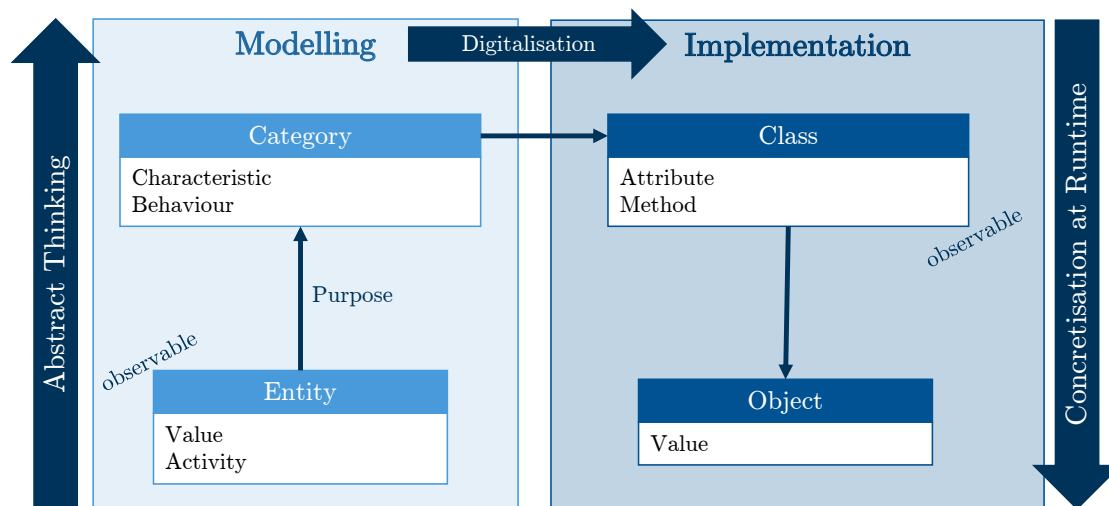 Modelling
Digitalisation
Implementation
Abstract Thinking
Category
Characteristic
Behaviour
Purpose
observable
Entity
Value
Activity
Class
Attribute
Method
observable
Object
Value
Concretisation at Runtime